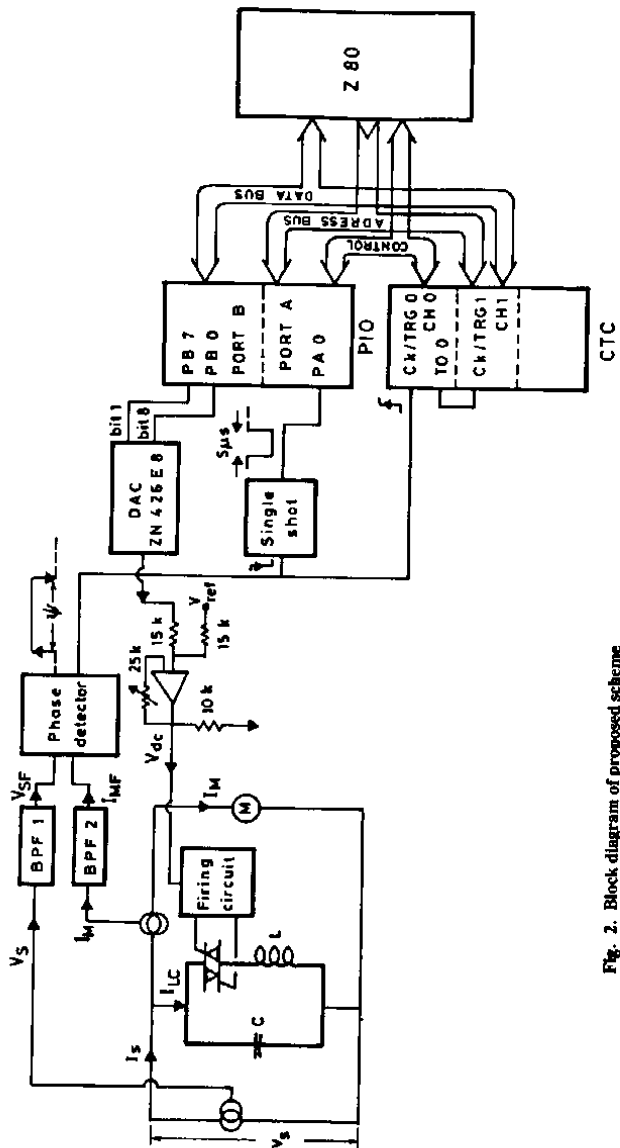 Z 80
DATA BUS
ADRESS BUS
CONTROL
PB 7
PB 0
PORT B
PORT A
PA 0
PIO
Ck/TRG 0
CH 0
TO 0
Ck/TRG 1
CH 1
CTC
bit 1
bit 8
DAC
ZN 426 E 8
5µs
Single
shot
ψ
Phase
detector
V_SF
I_MF
BPF 1
BPF 2
V_S
I_M
25k
15 k
V_ref
15 k
10k
V_dc
I_M
M
Firing
circuit
L
C
I_LC
I_s
v_s
Fig. 2. Block diagram of proposed scheme